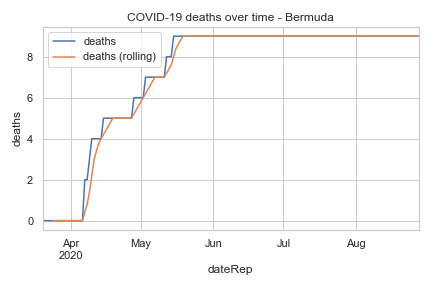 COVID-19 deaths over time - Bermuda
deaths
deaths (rolling)
8
6
4
2
0
deaths
Apr May Jun Jul Aug
2020
dateRep